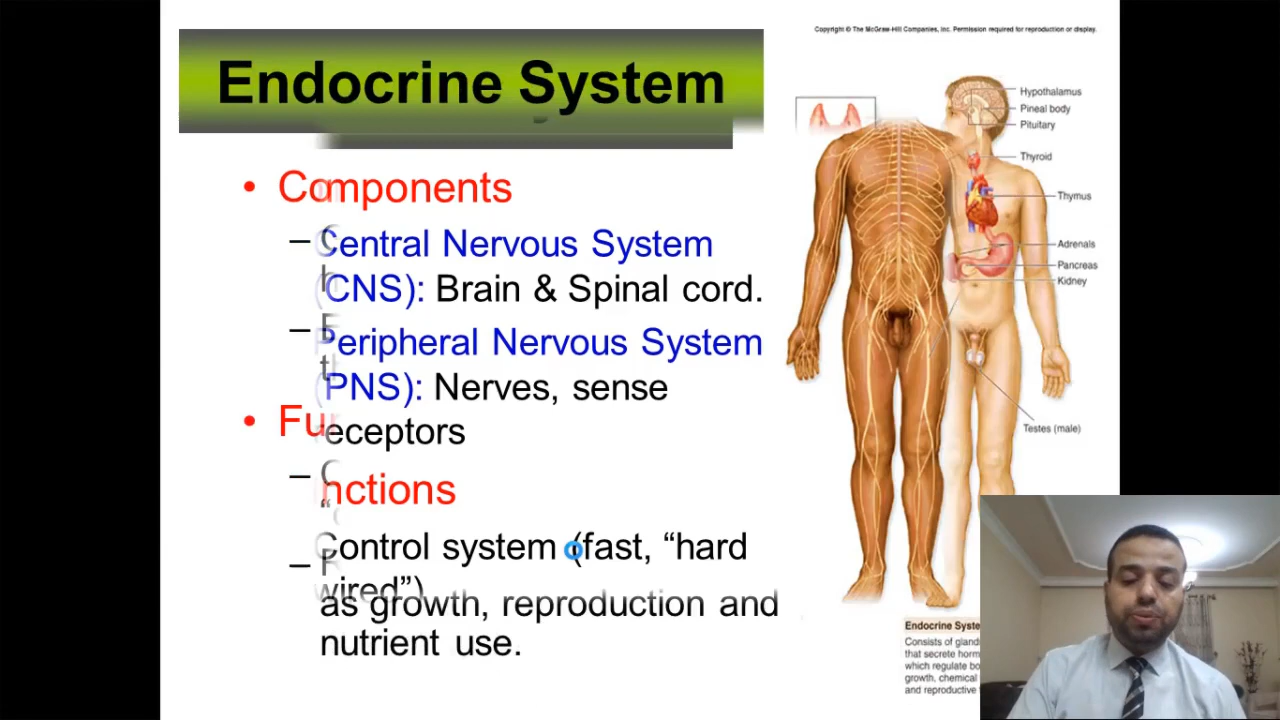 Copyright © The McGraw-Hill Companies, Inc. Permission required for reproduction or display.
Endocrine System
• Components
– Central Nervous System
(CNS): Brain & Spinal cord.
– Peripheral Nervous System
(PNS): Nerves, sense
receptors
• Functions
– Control system (fast, “hard
wired”)
as growth, reproduction and
nutrient use.
Hypothalamus
Pineal body
Pituitary
Thyroid
Thymus
Adrenals
Pancreas
Kidney
Testes (male)
Endocrine Syste
Consists of gland
that secrete horm
which regulate bo
growth, chemical
and reproductive